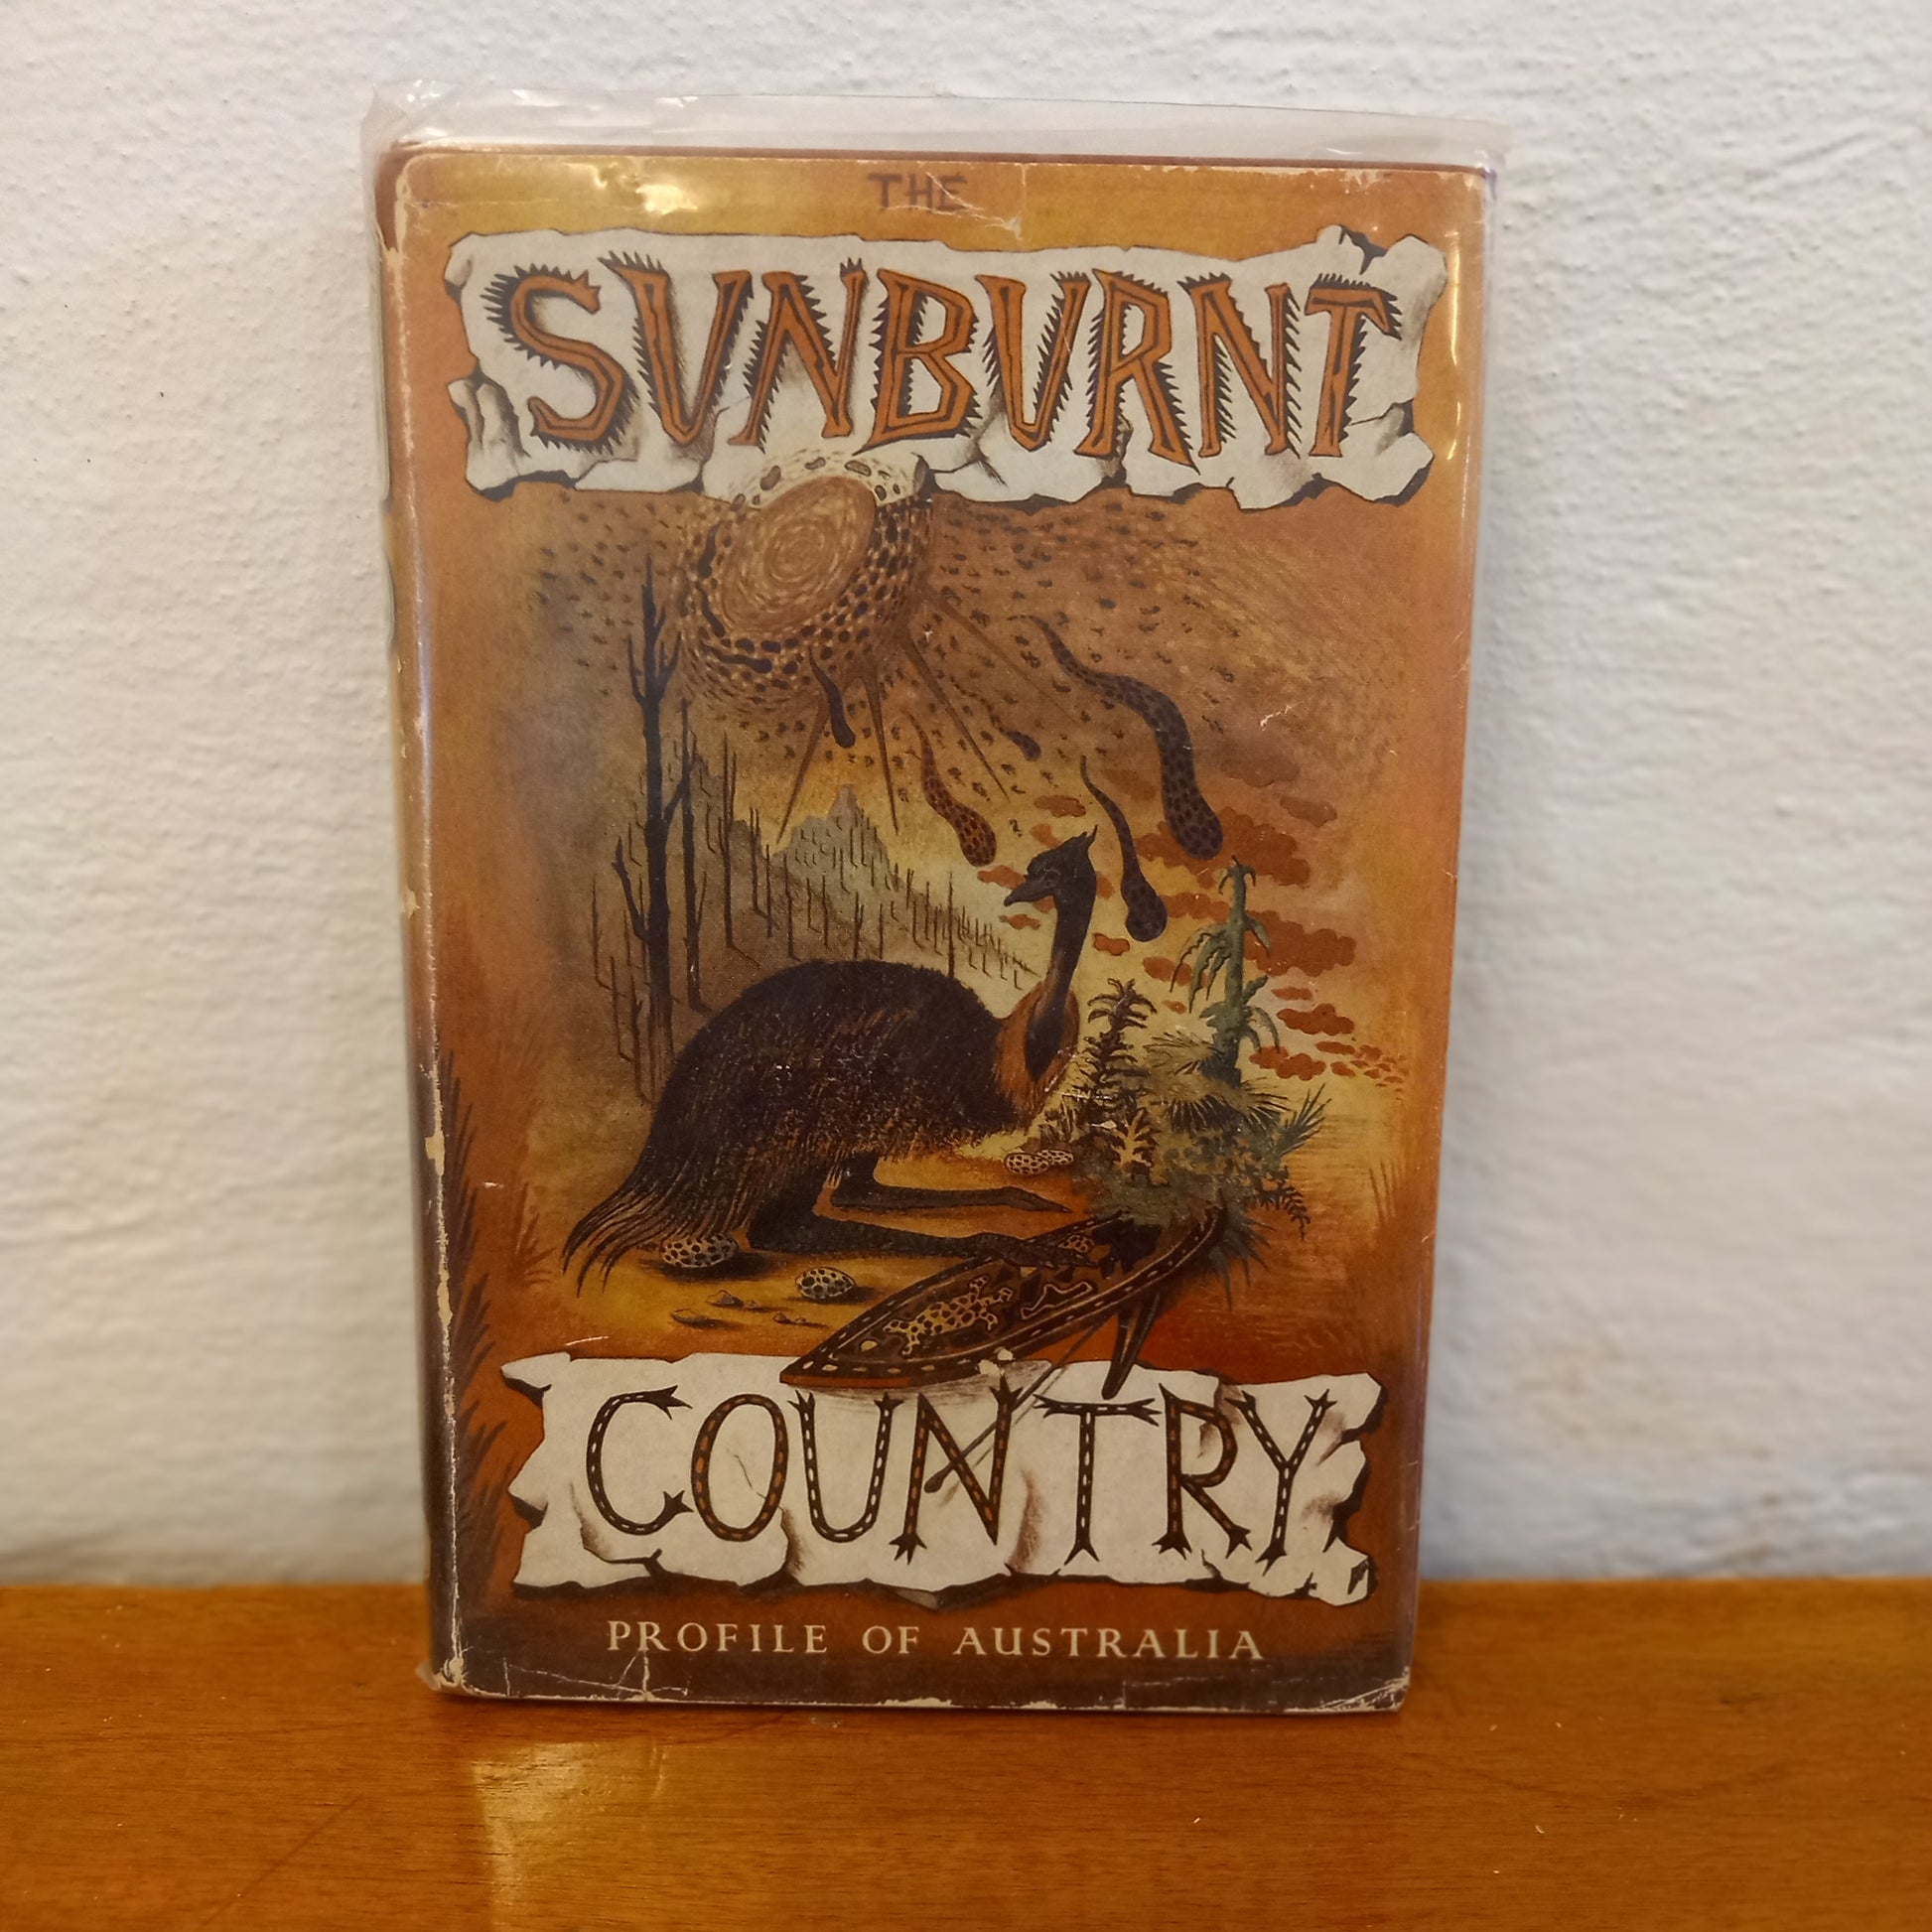 THE
SUNBURNT
COUNTRY
PROFILE OF AUSTRALIA